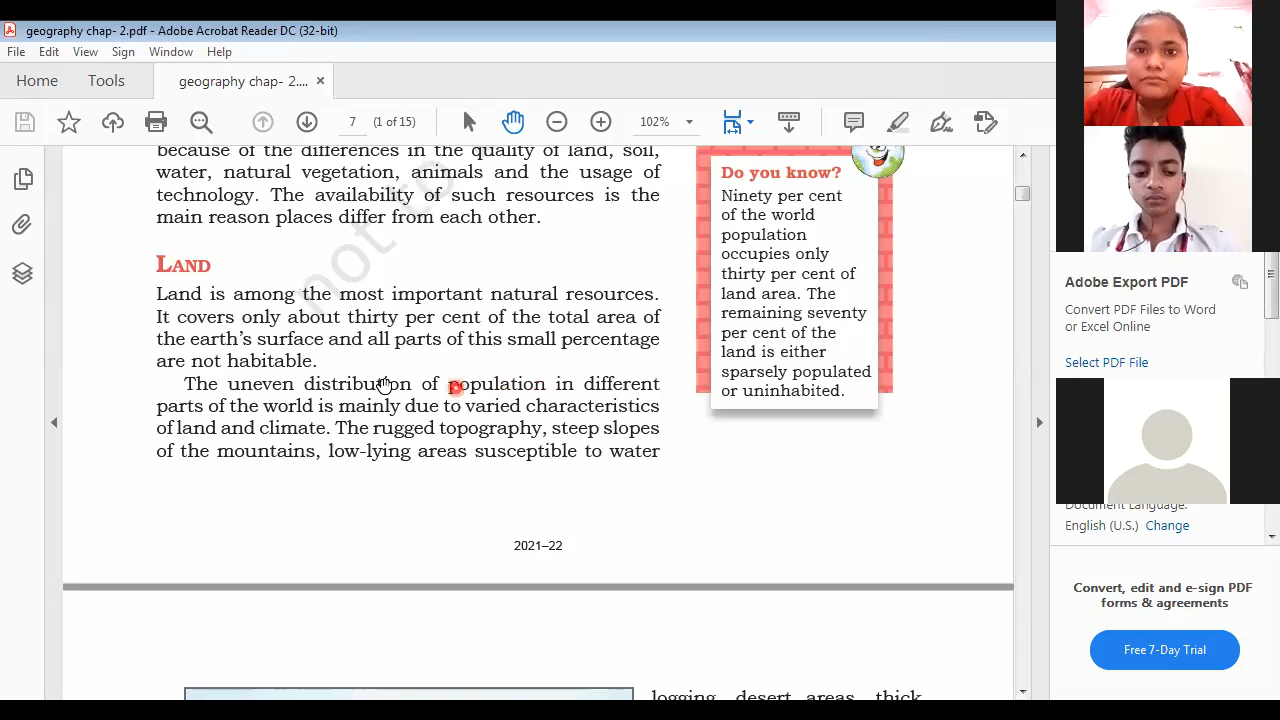 geography chap- 2.pdf - Adobe Acrobat Reader DC (32-bit)
File Edit View Sign Window Help
Home Tools geography chap- 2.... ×
7 (1 of 15) 102%
because of the differences in the quality of land, soil,
water, natural vegetation, animals and the usage of
technology. The availability of such resources is the
main reason places differ from each other.
LAND
Land is among the most important natural resources.
It covers only about thirty per cent of the total area of
the earth's surface and all parts of this small percentage
are not habitable.
The uneven distribution of population in different
parts of the world is mainly due to varied characteristics
of land and climate. The rugged topography, steep slopes
of the mountains, low-lying areas susceptible to water
not to
2021–22
logging, desert areas, thick
Do you know?
Ninety per cent
of the world
population
occupies only
thirty per cent of
land area. The
remaining seventy
per cent of the
land is either
sparsely populated
or uninhabited.
Adobe Export PDF
Convert PDF Files to Word
or Excel Online
Select PDF File
Document Language:
English (U.S.) Change
Convert, edit and e-sign PDF
forms & agreements
Free 7-Day Trial